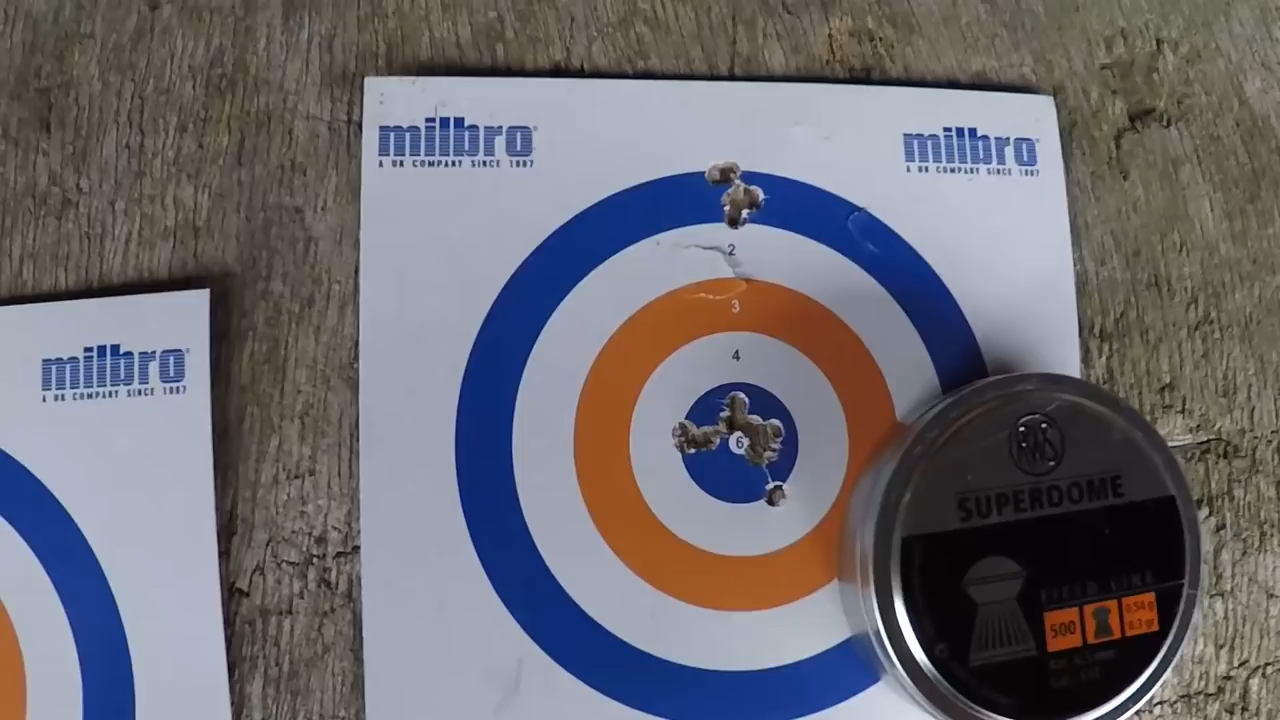 milbro
A UK COMPANY SINCE 1887
milbro
A UK COMPANY SINCE 1887
2
3
4
6
milbro
A UK COMPANY SINCE 1887
RWS
SUPERDOME
FIELD LINE
500
0.54 g
8.3 gr